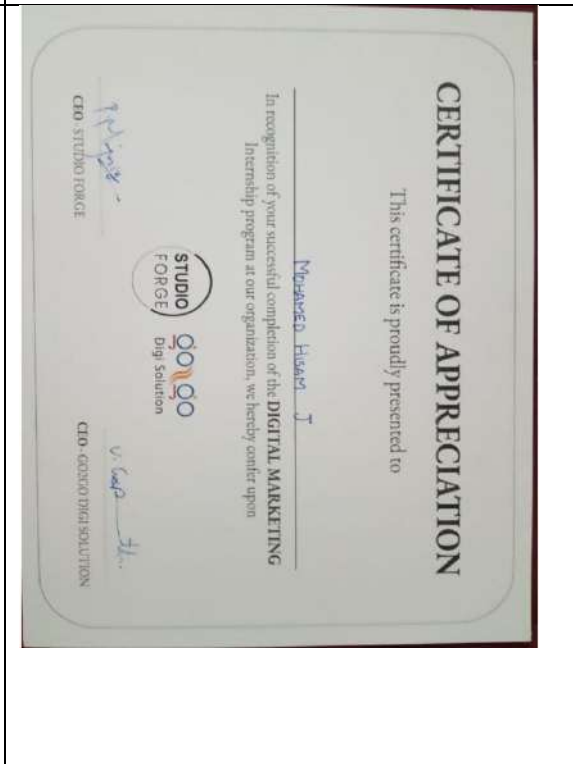 CERTIFICATE OF APPRECIATION
This certificate is proudly presented to
MOHAMED HISAM J
In recognition of your successful completion of the DIGITAL MARKETING
Internship program at our organization, we hereby confer upon
STUDIO
FORGE
go2go
Digi Solution
CEO - STUDIO FORGE
CEO - GO2GO DIGI SOLUTION